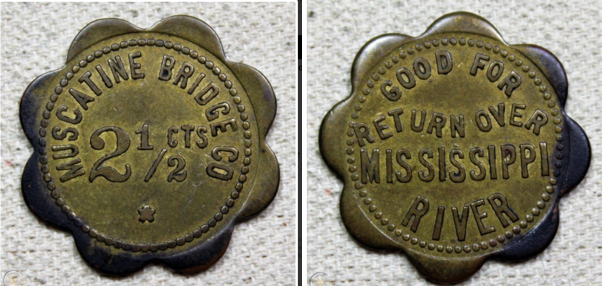 MUSCATINE BRIDGE CO
2 1/2 CTS
GOOD FOR
RETURN OVER
MISSISSIPPI
RIVER